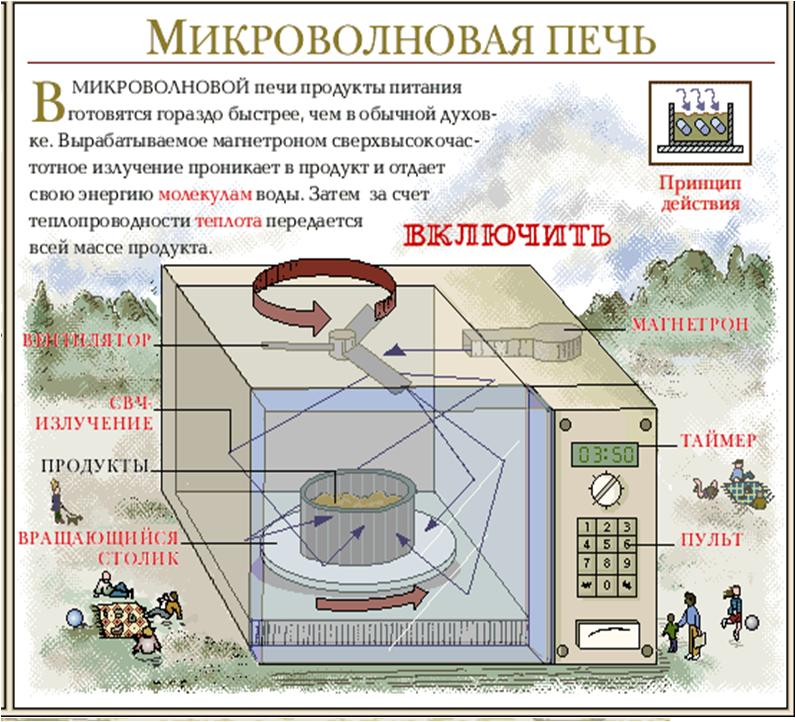 МИКРОВОЛНОВАЯ ПЕЧЬ
В МИКРОВОЛНОВОЙ печи продукты питания
готовятся гораздо быстрее, чем в обычной духов-
ке. Вырабатываемое магнетроном сверхвысокочас-
тотное излучение проникает в продукт и отдает
свою энергию молекулам воды. Затем за счет
теплопроводности теплота передается
всей массе продукта.
Принцип
действия
ВКЛЮЧИТЬ
ВЕНТИЛЯТОР
МАГНЕТРОН
СВЧ-
ИЗЛУЧЕНИЕ
ТАЙМЕР
03:50
ПРОДУКТЫ
1 2 3
4 5 6
7 8 9
* 0 %
ПУЛЬТ
ВРАЩАЮЩИЙСЯ
СТОЛИК